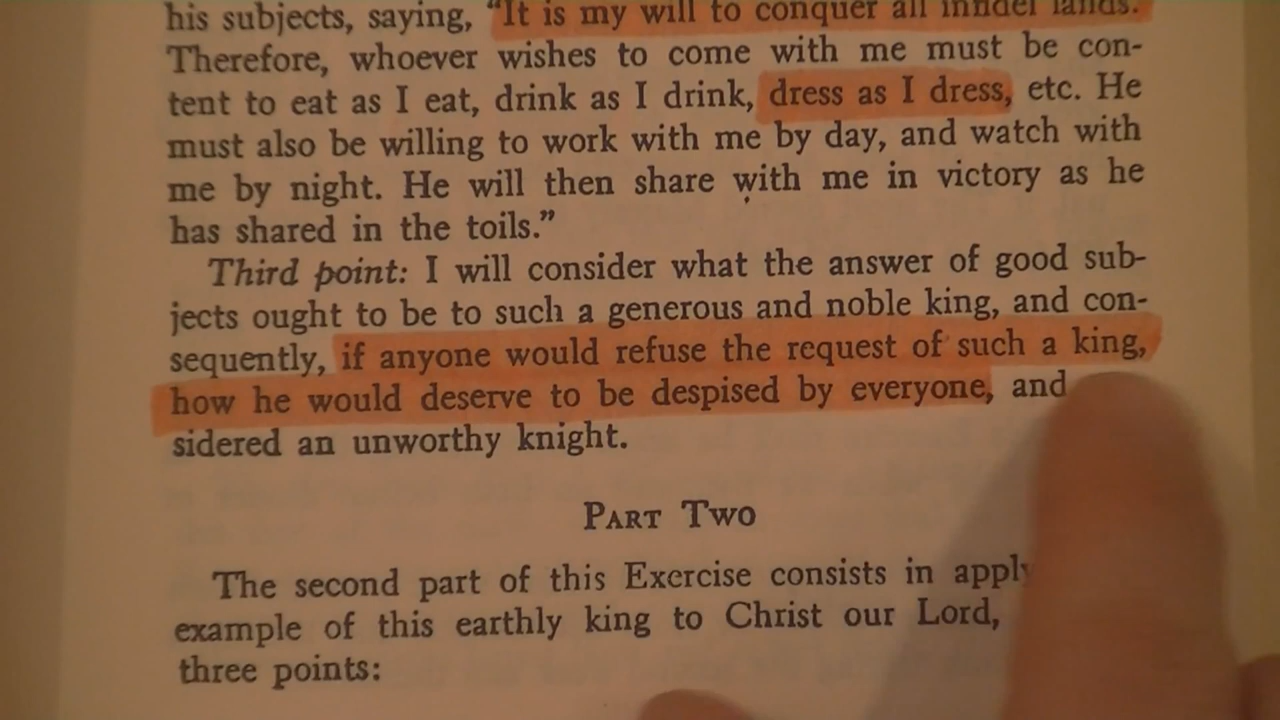 his subjects, saying, "It is my will to conquer all infidel lands.
Therefore, whoever wishes to come with me must be con-
tent to eat as I eat, drink as I drink, dress as I dress, etc. He
must also be willing to work with me by day, and watch with
me by night. He will then share with me in victory as he
has shared in the toils."
Third point: I will consider what the answer of good sub-
jects ought to be to such a generous and noble king, and con-
sequently, if anyone would refuse the request of such a king,
how he would deserve to be despised by everyone, and
sidered an unworthy knight.
PART TWO
The second part of this Exercise consists in
example of this earthly king to Christ our Lord,
three points: